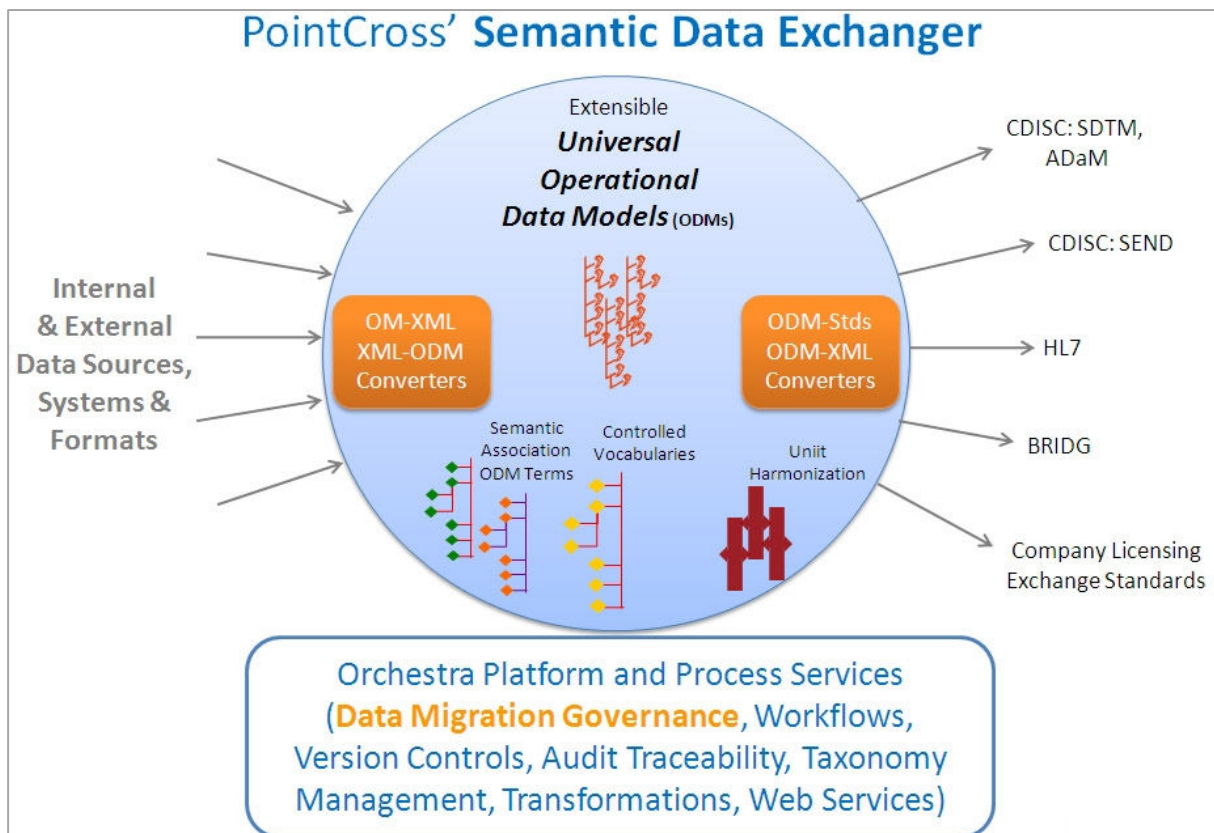 PointCross’ Semantic Data Exchanger
Extensible
Universal
Operational
Data Models (ODMs)
Internal
& External
Data Sources,
Systems &
Formats
OM-XML
XML-ODM
Converters
ODM-Stds
ODM-XML
Converters
Semantic
Association
ODM Terms
Controlled
Vocabularies
Uniit
Harmonization
CDISC: SDTM,
ADaM
CDISC: SEND
HL7
BRIDG
Company Licensing
Exchange Standards
Orchestra Platform and Process Services
(Data Migration Governance, Workflows,
Version Controls, Audit Traceability, Taxonomy
Management, Transformations, Web Services)